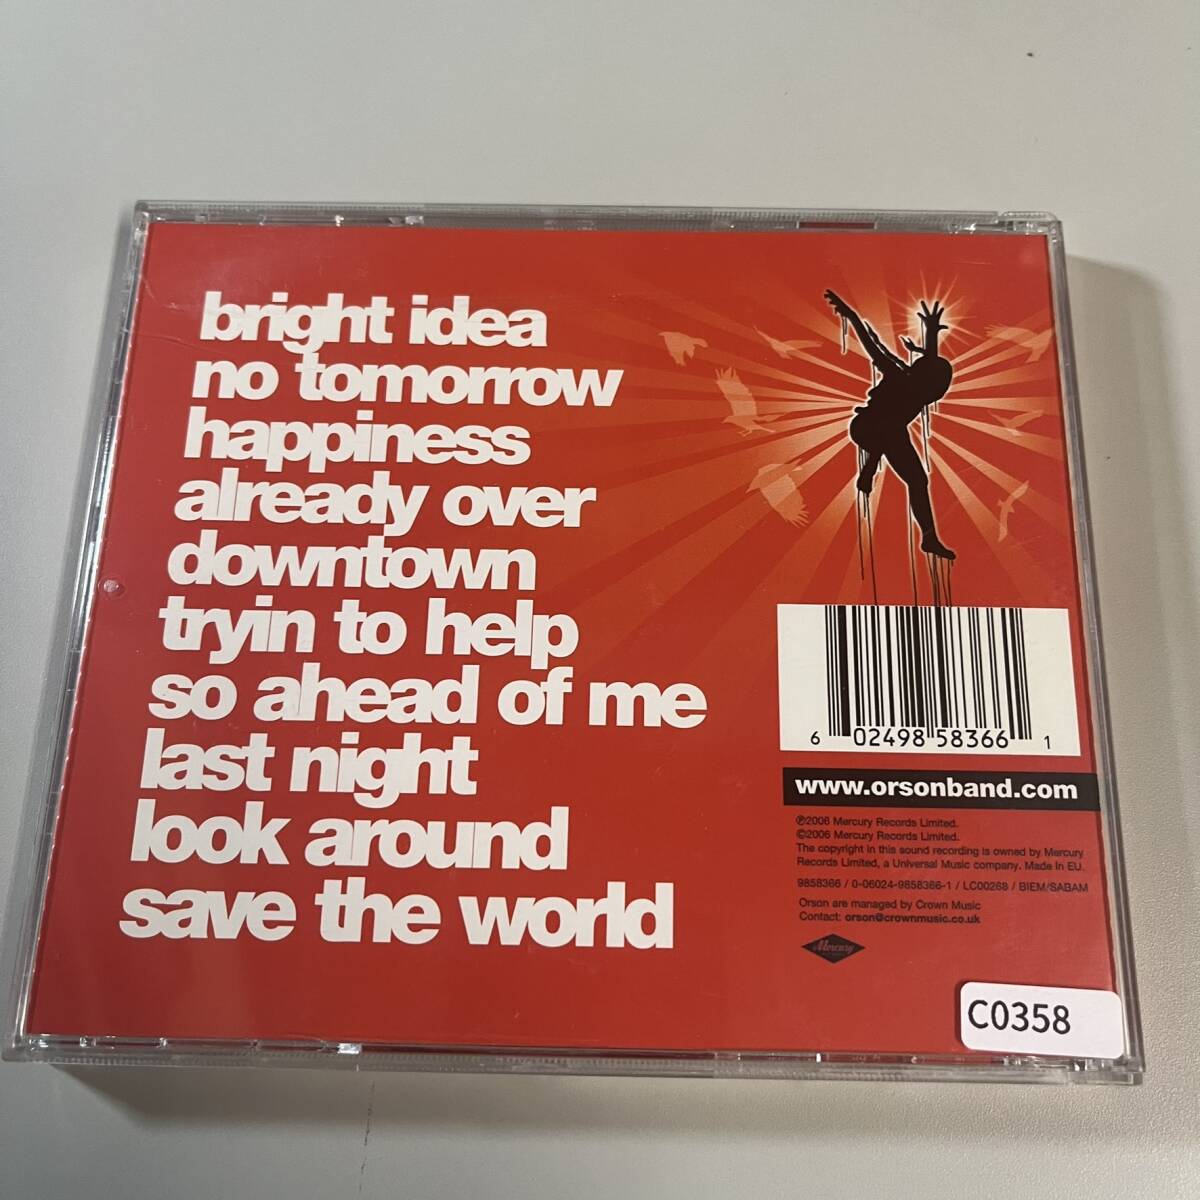 bright idea
no tomorrow
happiness
already over
downtown
tryin to help
so ahead of me
last night
look around
save the world
6 02498 58366 1
www.orsonband.com
℗2006 Mercury Records Limited.
©2006 Mercury Records Limited.
The copyright in this sound recording is owned by Mercury
Records Limited, a Universal Music company. Made in EU.
9858366 / 0-06024-9858366-1 / LC00268 / BIEM/SABAM
Orson are managed by Crown Music
Contact: orson@crownmusic.co.uk
Mercury
C0358